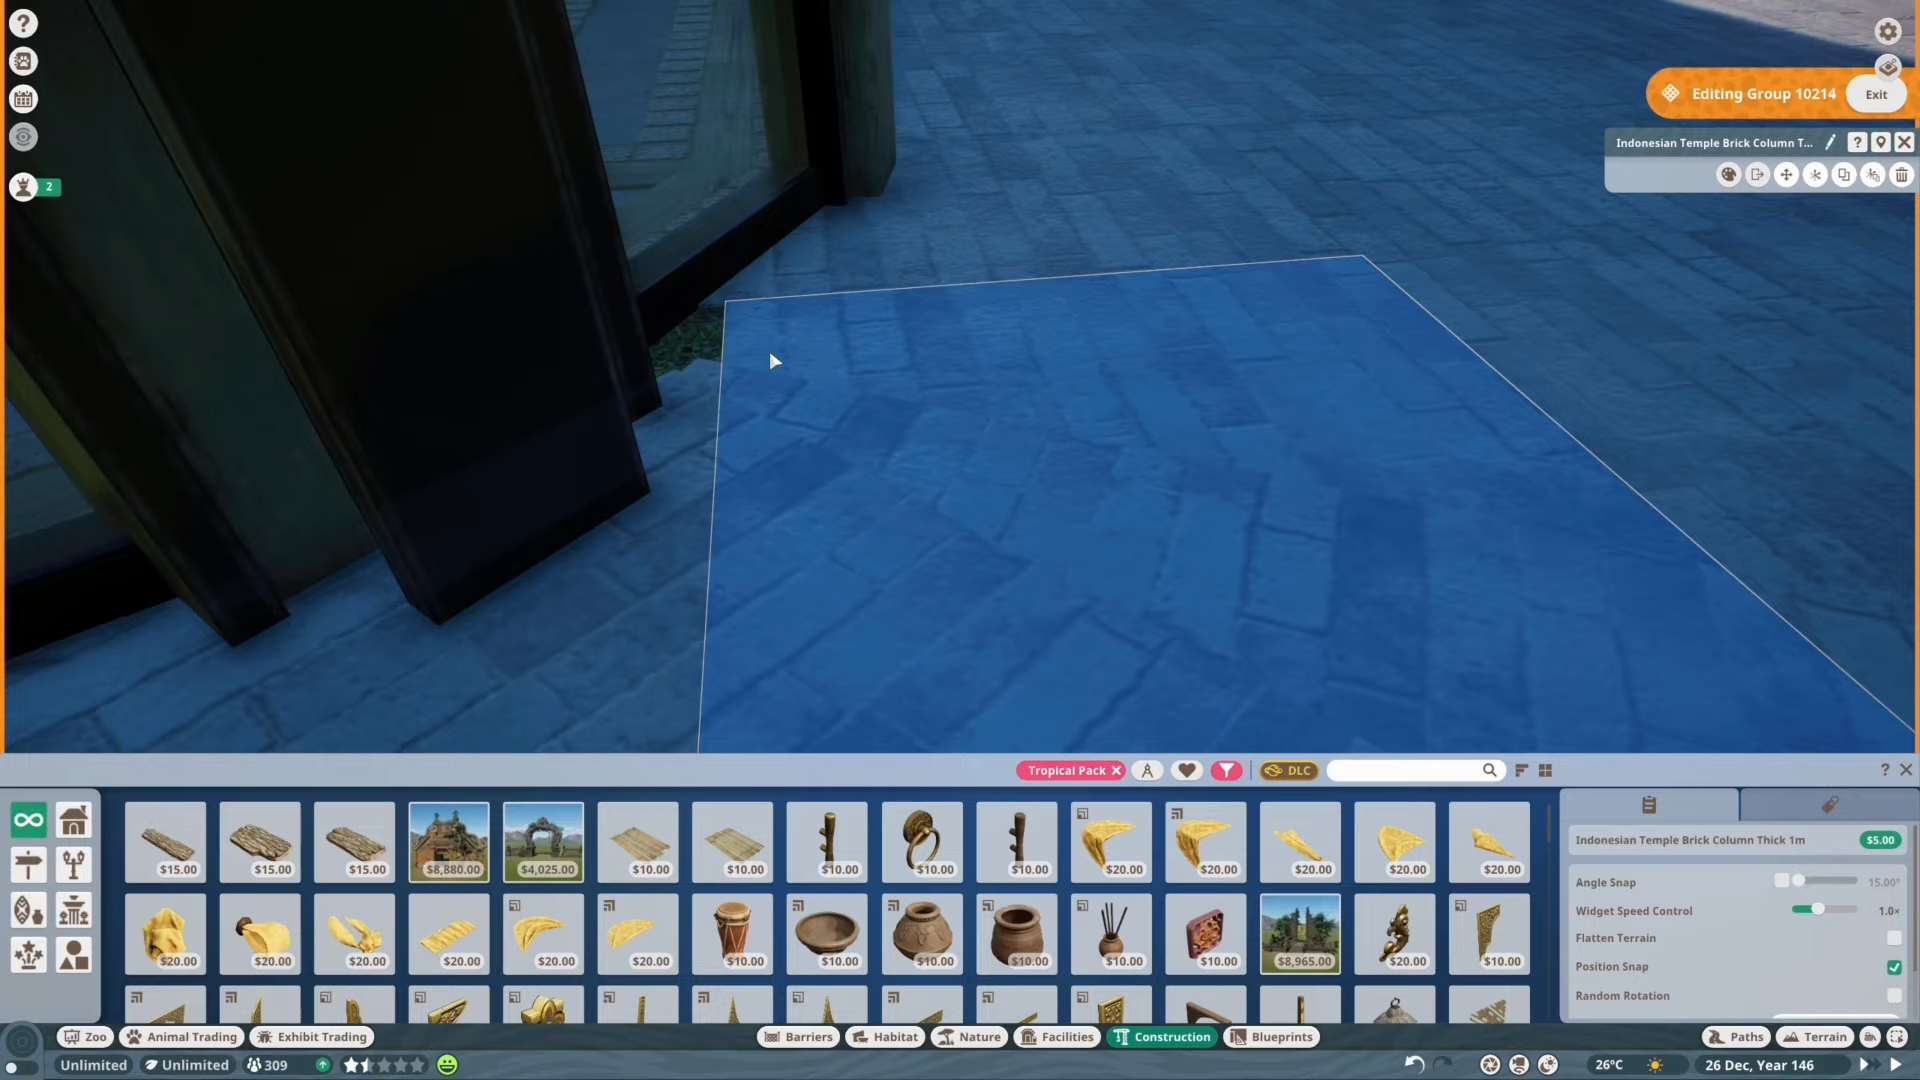 Editing Group 10214
Exit
Indonesian Temple Brick Column T...
2
Tropical Pack
DLC
$15.00 $15.00 $15.00 $8,880.00 $4,025.00 $10.00 $10.00 $10.00 $10.00 $10.00 $20.00 $20.00 $20.00 $20.00 $20.00
$20.00 $20.00 $20.00 $20.00 $20.00 $20.00 $10.00 $10.00 $10.00 $10.00 $10.00 $10.00 $8,965.00 $20.00 $10.00
Indonesian Temple Brick Column Thick 1m $5.00
Angle Snap 15.00°
Widget Speed Control 1.0×
Flatten Terrain
Position Snap
Random Rotation
Zoo Animal Trading Exhibit Trading Barriers Habitat Nature Facilities Construction Blueprints Paths Terrain
Unlimited Unlimited 309 26°C 26 Dec, Year 146